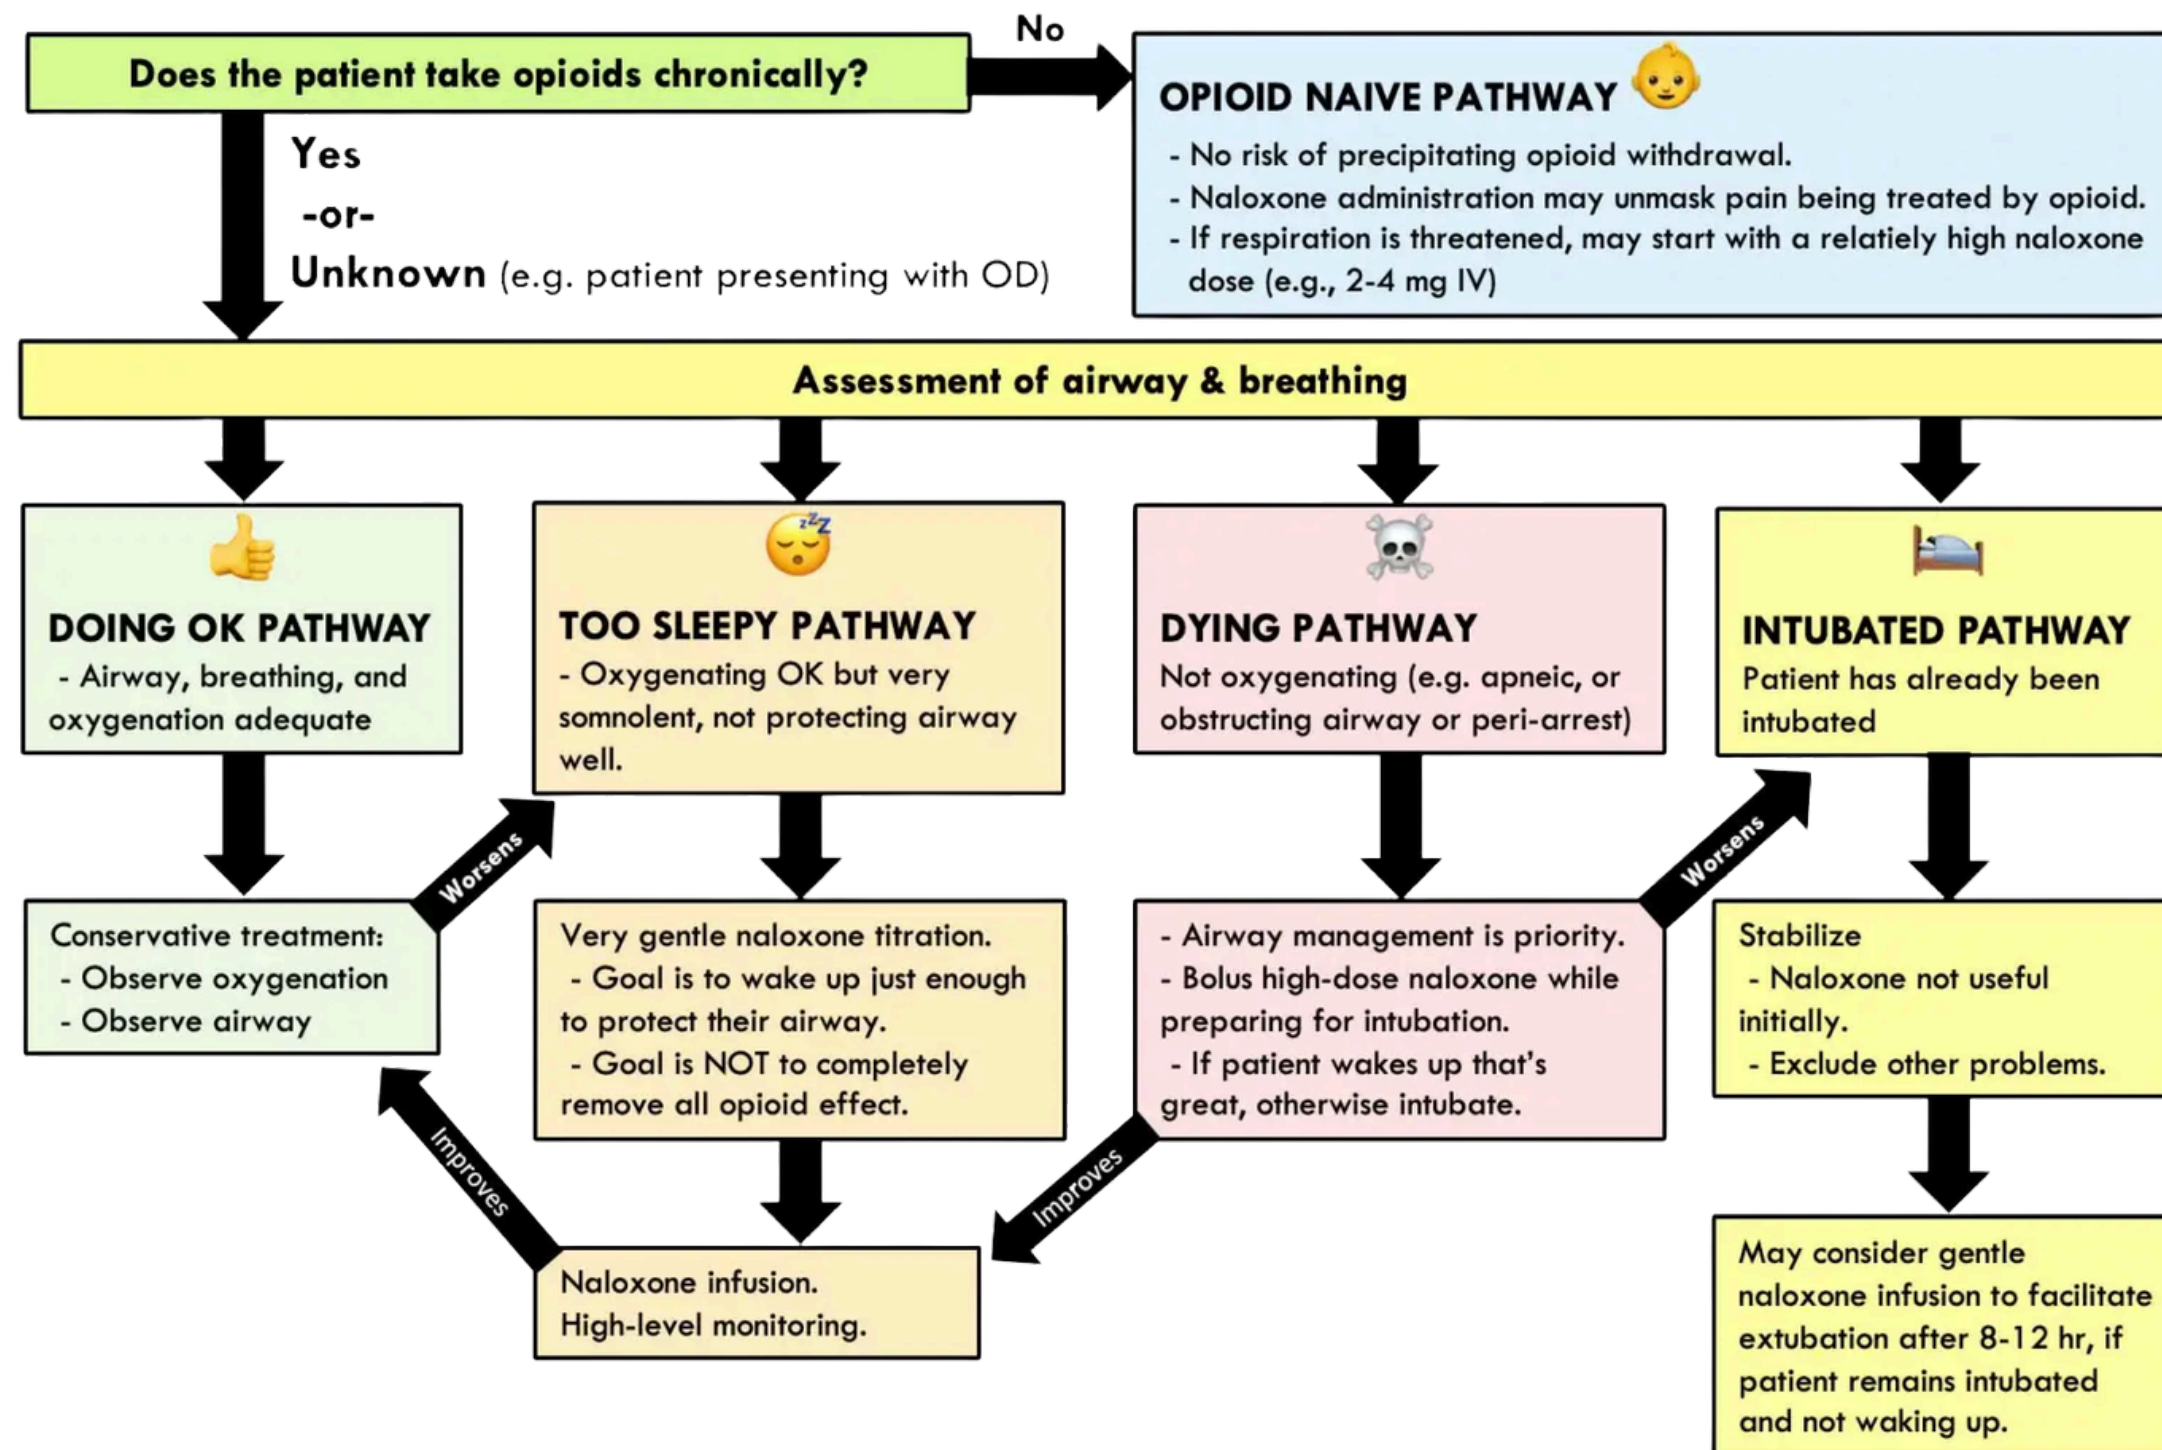 No
Does the patient take opioids chronically?
OPIOID NAIVE PATHWAY
- No risk of precipitating opioid withdrawal.
- Naloxone administration may unmask pain being treated by opioid.
- If respiration is threatened, may start with a relatiely high naloxone
dose (e.g., 2-4 mg IV)
Yes
-or-
Unknown (e.g. patient presenting with OD)
Assessment of airway & breathing
zzZ
DOING OK PATHWAY
- Airway, breathing, and
oxygenation adequate
TOO SLEEPY PATHWAY
- Oxygenating OK but very
somnolent, not protecting airway
well.
DYING PATHWAY
Not oxygenating (e.g. apneic, or
obstructing airway or peri-arrest)
INTUBATED PATHWAY
Patient has already been
intubated
Worsens
Worsens
Conservative treatment:
- Observe oxygenation
- Observe airway
Very gentle naloxone titration.
- Goal is to wake up just enough
to protect their airway.
- Goal is NOT to completely
remove all opioid effect.
- Airway management is priority.
- Bolus high-dose naloxone while
preparing for intubation.
- If patient wakes up that's
great, otherwise intubate.
Stabilize
- Naloxone not useful
initially.
- Exclude other problems.
Improves
Improves
Naloxone infusion.
High-level monitoring.
May consider gentle
naloxone infusion to facilitate
extubation after 8-12 hr, if
patient remains intubated
and not waking up.